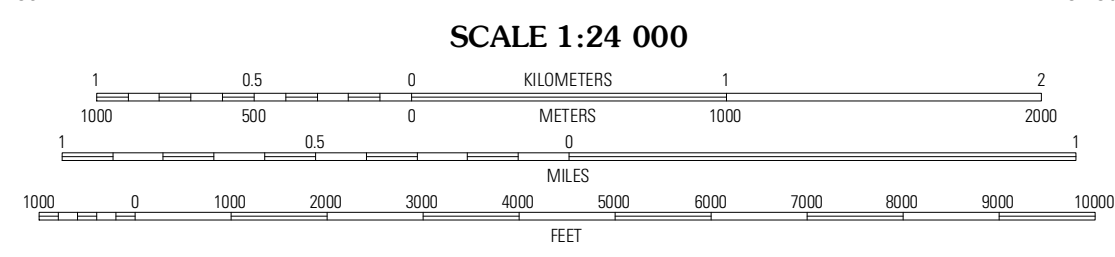 SCALE 1:24 000
1 0.5 0 KILOMETERS 1 2
1000 500 0 METERS 1000 2000
1 0.5 0 1
MILES
1000 0 1000 2000 3000 4000 5000 6000 7000 8000 9000 10000
FEET